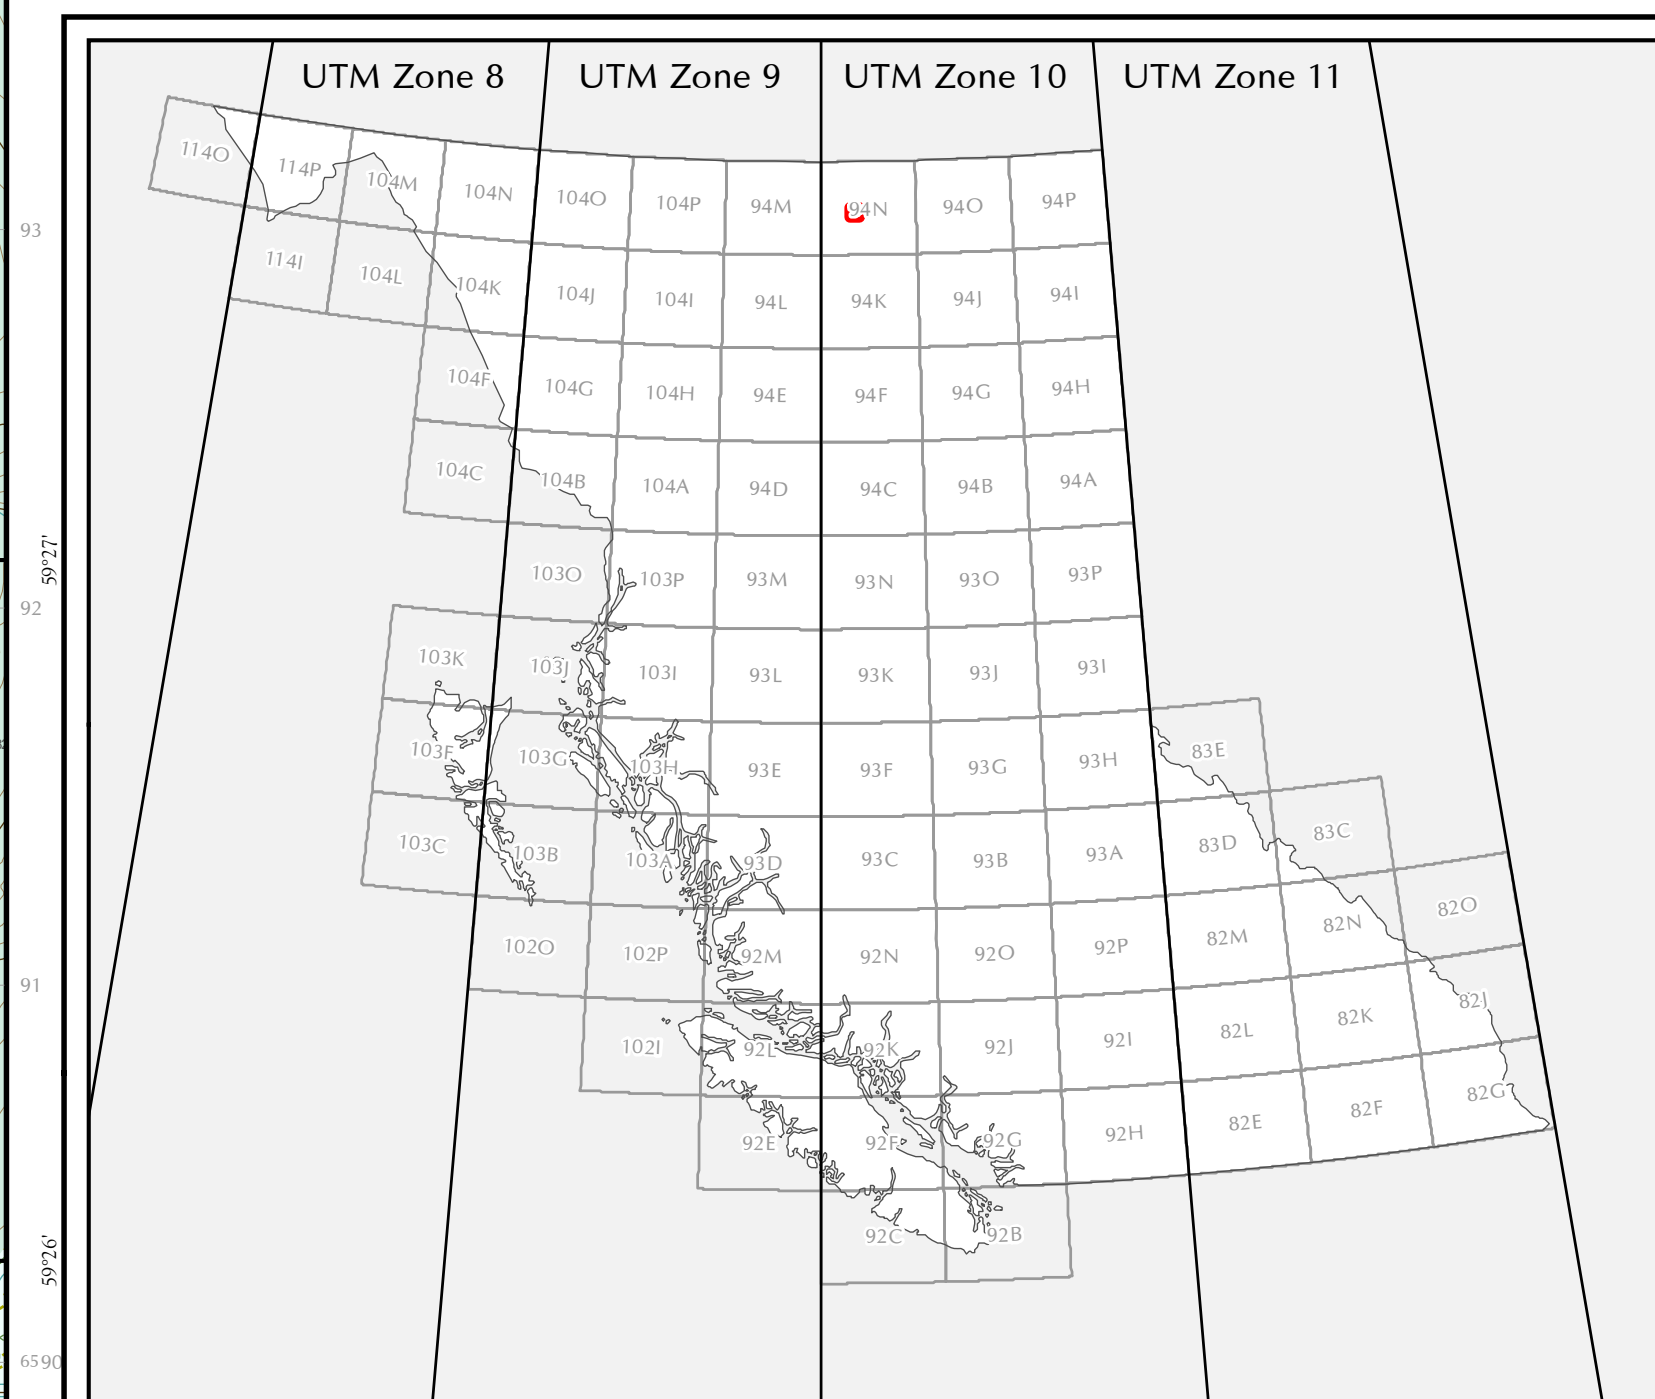 UTM Zone 8 UTM Zone 9 UTM Zone 10 UTM Zone 11
114O 114P 104M 104N 104O 104P 94M 94N 94O 94P
93
114I 104L 104K 104J 104I 94L 94K 94J 94I
104F 104G 104H 94E 94F 94G 94H
104C 104B 104A 94D 94C 94B 94A
59°27'
103O 103P 93M 93N 93O 93P
92
103K 103J 103I 93L 93K 93J 93I
103F 103G 103H 93E 93F 93G 93H 83E
103C 103B 103A 93D 93C 93B 93A 83D 83C
102O 102P 92M 92N 92O 92P 82M 82N 82O
91
102I 92L 92K 92J 92I 82L 82K 82J
92E 92F 92G 92H 82E 82F 82G
59°26'
92C 92B
6590